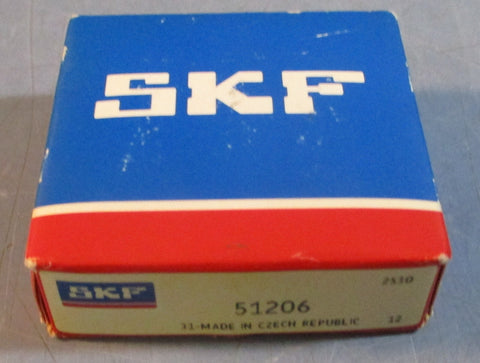 SKF
2530
SKF
51206
31-MADE IN CZECH REPUBLIC 12